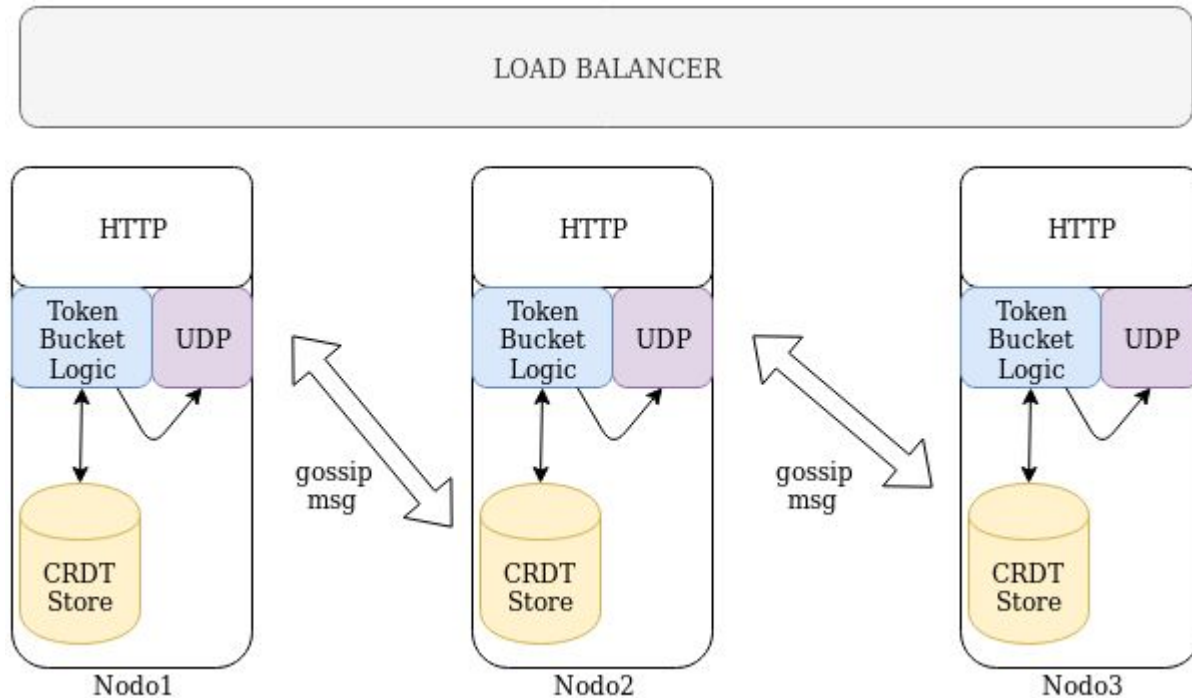 LOAD BALANCER
HTTP
Token
Bucket
Logic
UDP
CRDT
Store
Nodo1
gossip
msg
HTTP
Token
Bucket
Logic
UDP
CRDT
Store
Nodo2
gossip
msg
HTTP
Token
Bucket
Logic
UDP
CRDT
Store
Nodo3